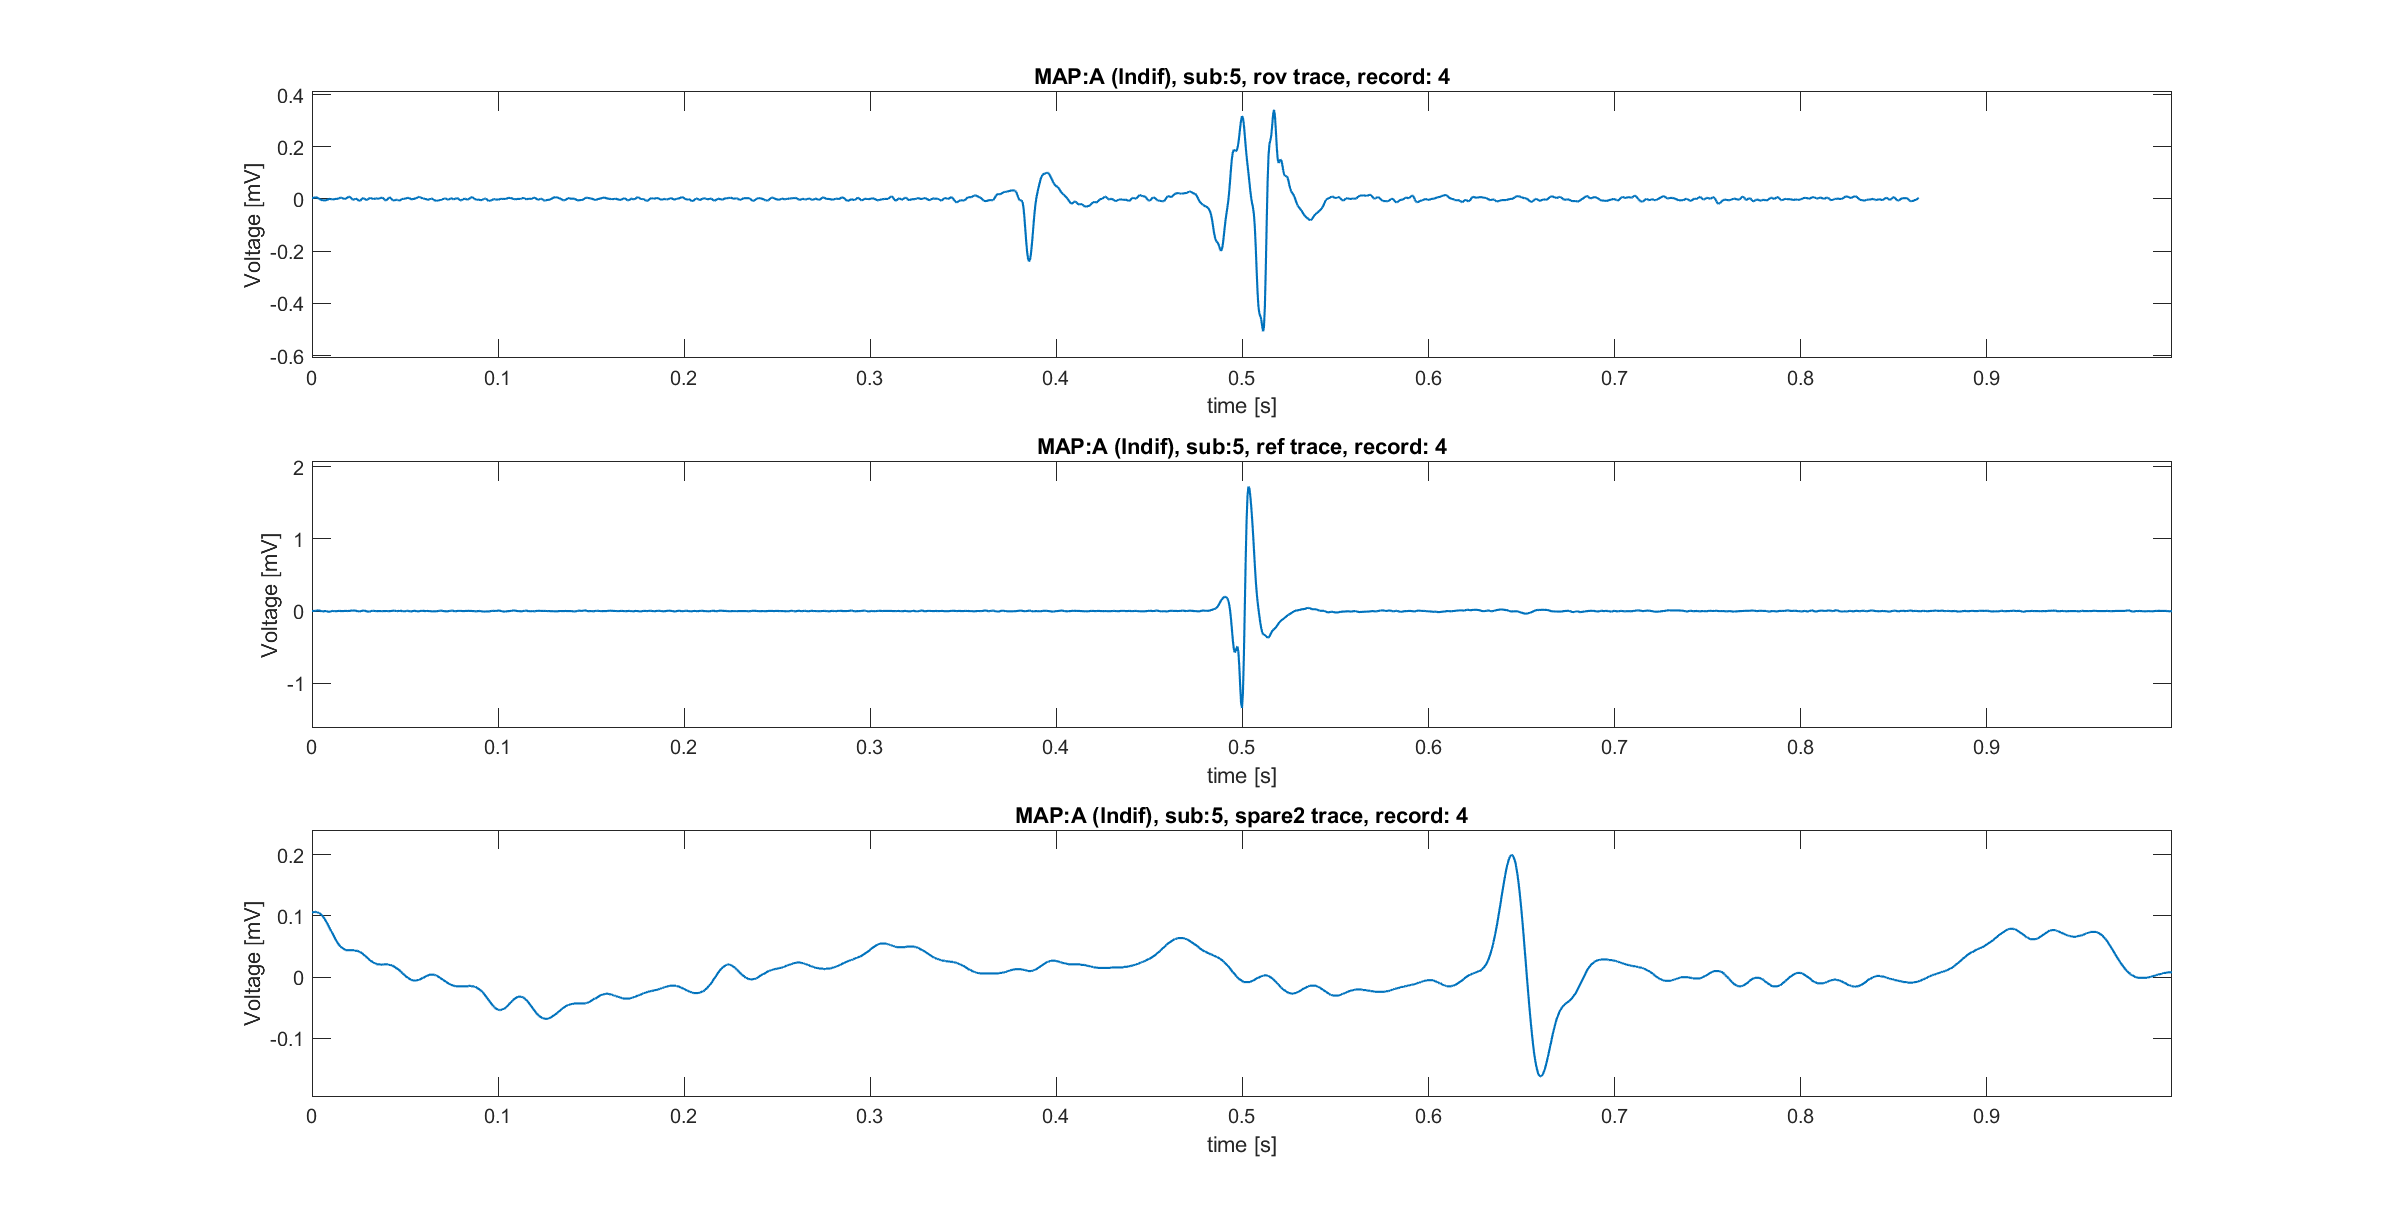 MAP:A (Indif), sub:5, rov trace, record: 4
0.4
0.2
0
-0.2
-0.4
-0.6
Voltage [mV]
0 0.1 0.2 0.3 0.4 0.5 0.6 0.7 0.8 0.9
time [s]
MAP:A (Indif), sub:5, ref trace, record: 4
2
1
0
-1
Voltage [mV]
0 0.1 0.2 0.3 0.4 0.5 0.6 0.7 0.8 0.9
time [s]
MAP:A (Indif), sub:5, spare2 trace, record: 4
0.2
0.1
0
-0.1
Voltage [mV]
0 0.1 0.2 0.3 0.4 0.5 0.6 0.7 0.8 0.9
time [s]